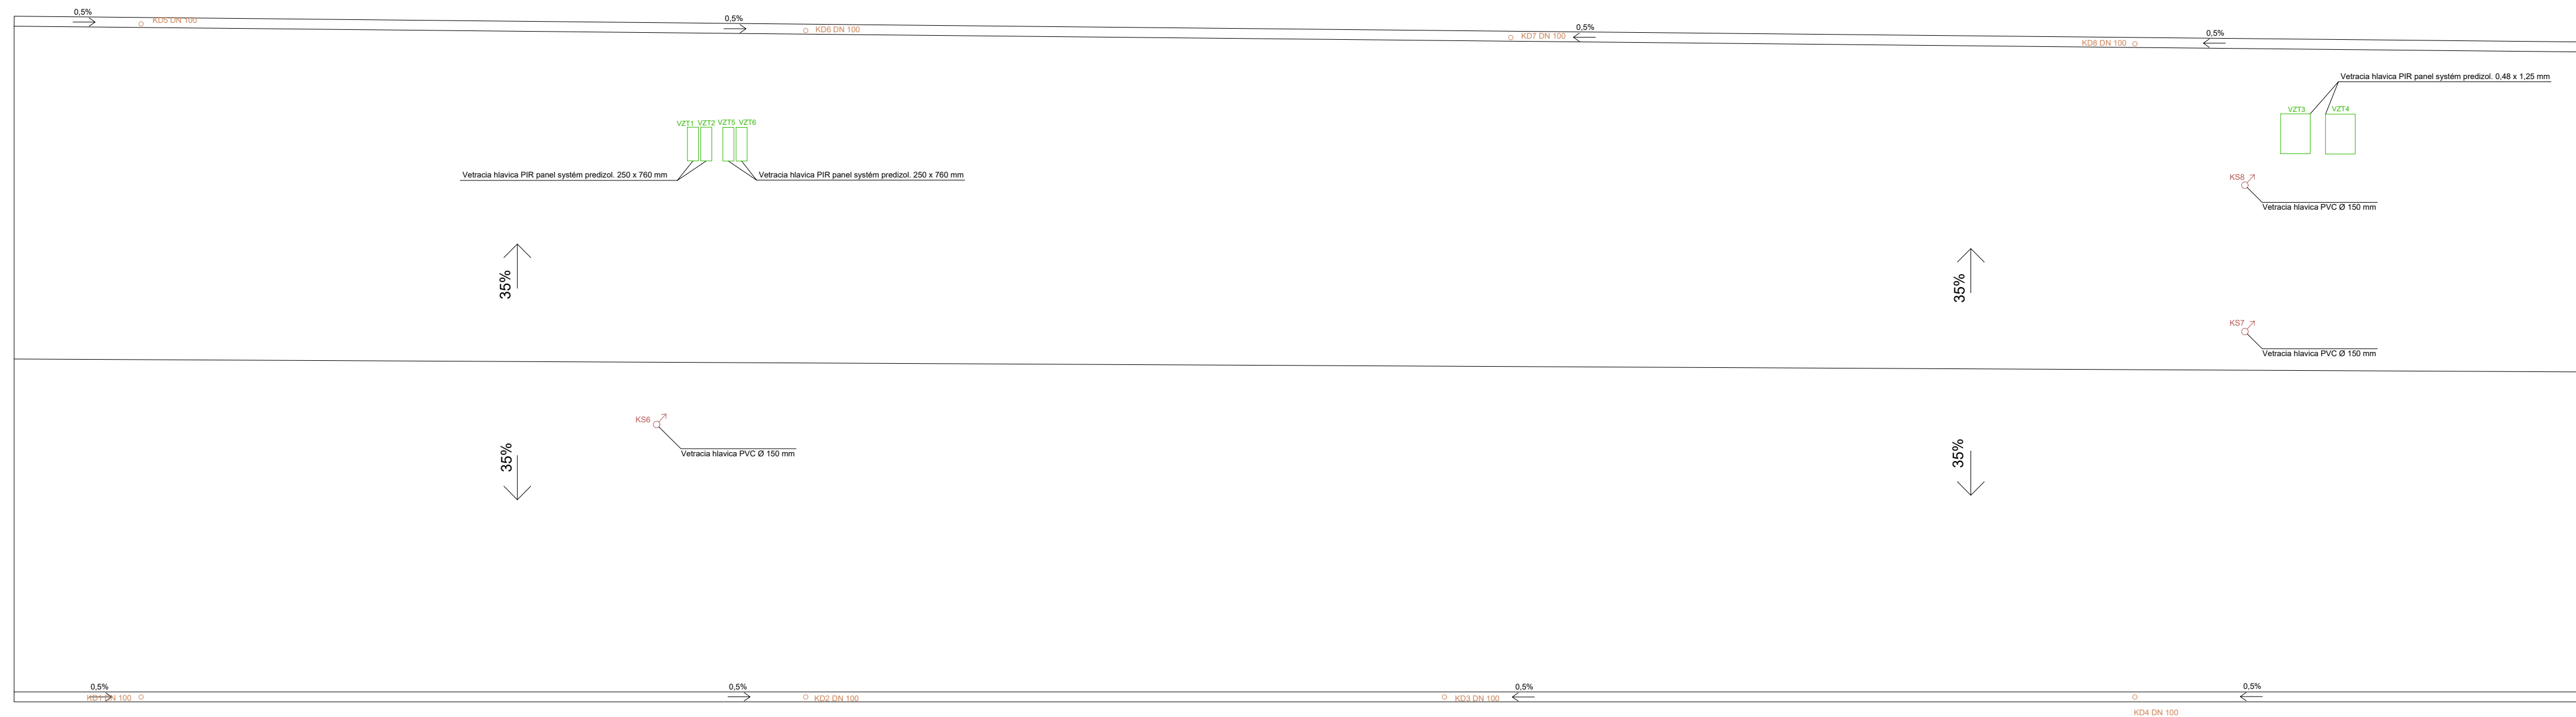 0,5%
KD5 DN 100
0,5%
KD6 DN 100
0,5%
KD7 DN 100
0,5%
KD8 DN 100
Vetracia hlavica PIR panel systém predizol. 0,48 x 1,25 mm
VZT3
VZT4
VZT1
VZT2
VZT5
VZT6
Vetracia hlavica PIR panel systém predizol. 250 x 760 mm
Vetracia hlavica PIR panel systém predizol. 250 x 760 mm
KS8
Vetracia hlavica PVC Ø 150 mm
35%
35%
KS7
Vetracia hlavica PVC Ø 150 mm
KS6
Vetracia hlavica PVC Ø 150 mm
35%
35%
0,5%
KD1 DN 100
0,5%
KD2 DN 100
0,5%
KD3 DN 100
0,5%
KD4 DN 100